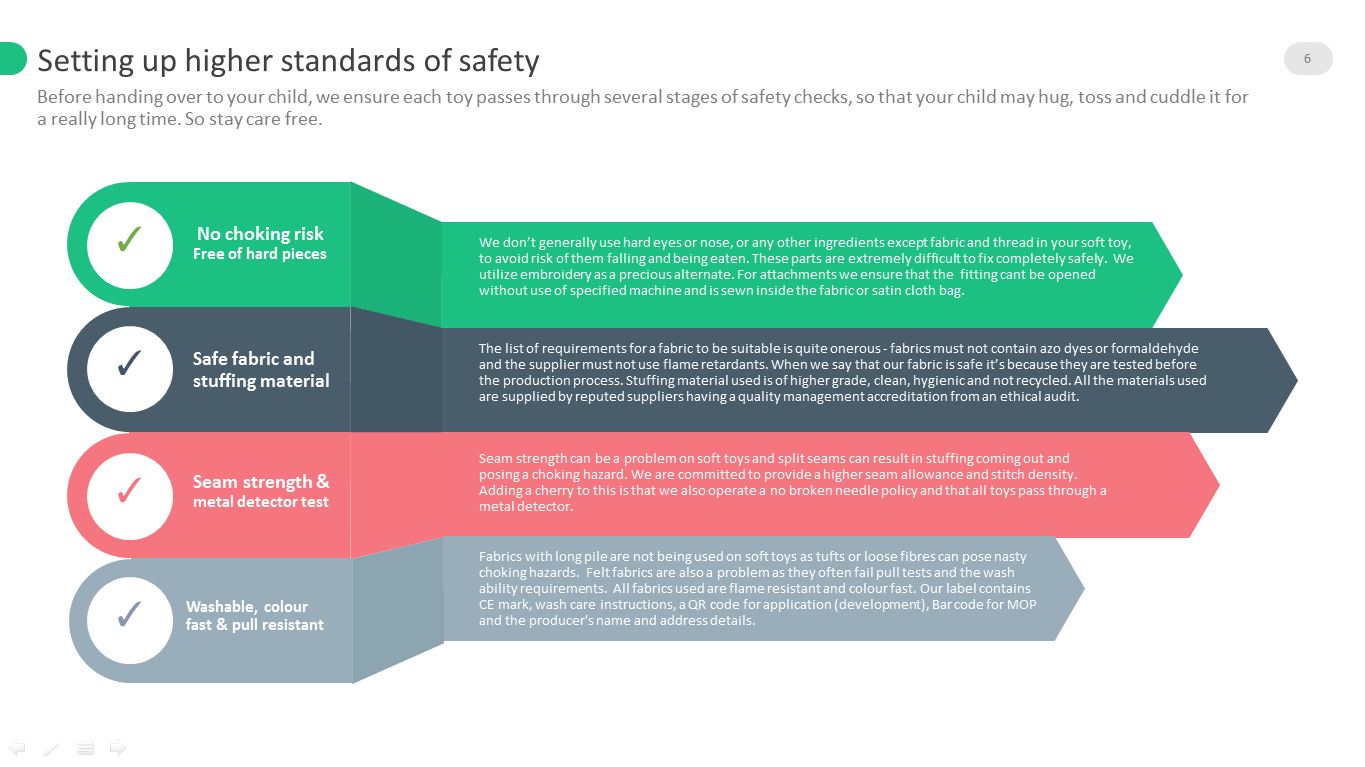 Setting up higher standards of safety
6
Before handing over to your child, we ensure each toy passes through several stages of safety checks, so that your child may hug, toss and cuddle it for
a really long time. So stay care free.
✓
No choking risk
Free of hard pieces
We don’t generally use hard eyes or nose, or any other ingredients except fabric and thread in your soft toy,
to avoid risk of them falling and being eaten. These parts are extremely difficult to fix completely safely. We
utilize embroidery as a precious alternate. For attachments we ensure that the fitting cant be opened
without use of specified machine and is sewn inside the fabric or satin cloth bag.
✓
Safe fabric and
stuffing material
The list of requirements for a fabric to be suitable is quite onerous - fabrics must not contain azo dyes or formaldehyde
and the supplier must not use flame retardants. When we say that our fabric is safe it’s because they are tested before
the production process. Stuffing material used is of higher grade, clean, hygienic and not recycled. All the materials used
are supplied by reputed suppliers having a quality management accreditation from an ethical audit.
✓
Seam strength &
metal detector test
Seam strength can be a problem on soft toys and split seams can result in stuffing coming out and
posing a choking hazard. We are committed to provide a higher seam allowance and stitch density.
Adding a cherry to this is that we also operate a no broken needle policy and that all toys pass through a
metal detector.
✓
Washable, colour
fast & pull resistant
Fabrics with long pile are not being used on soft toys as tufts or loose fibres can pose nasty
choking hazards. Felt fabrics are also a problem as they often fail pull tests and the wash
ability requirements. All fabrics used are flame resistant and colour fast. Our label contains
CE mark, wash care instructions, a QR code for application (development), Bar code for MOP
and the producer's name and address details.